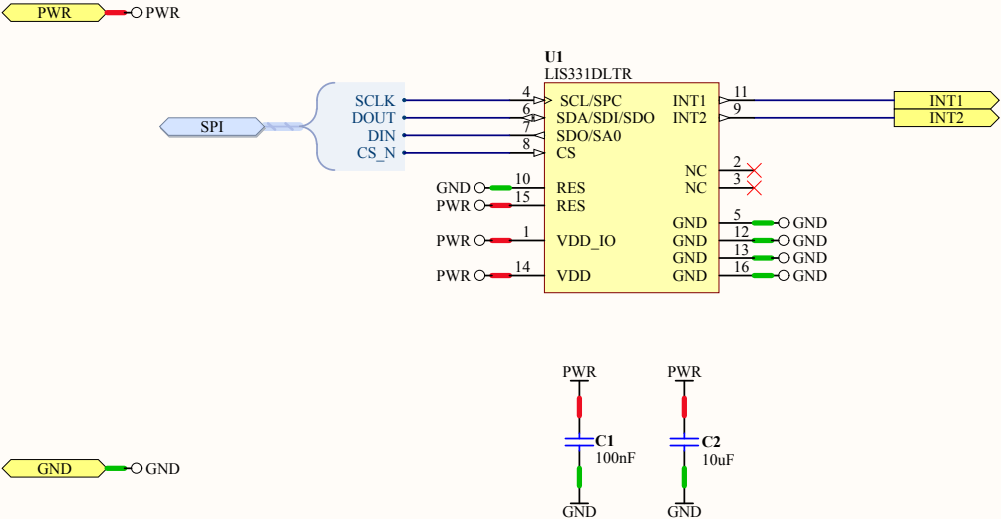 PWR PWR
U1
LIS331DLTR
SCLK 4 SCL/SPC INT1 11 INT1
DOUT 6 SDA/SDI/SDO INT2 9 INT2
SPI
DIN 7 SDO/SA0
CS_N 8 CS
NC 2
GND 10 RES NC 3
PWR 15 RES
GND 5 GND
PWR 1 VDD_IO GND 12 GND
GND 13 GND
PWR 14 VDD GND 16 GND
PWR PWR
C1 C2
100nF 10uF
GND GND
GND GND